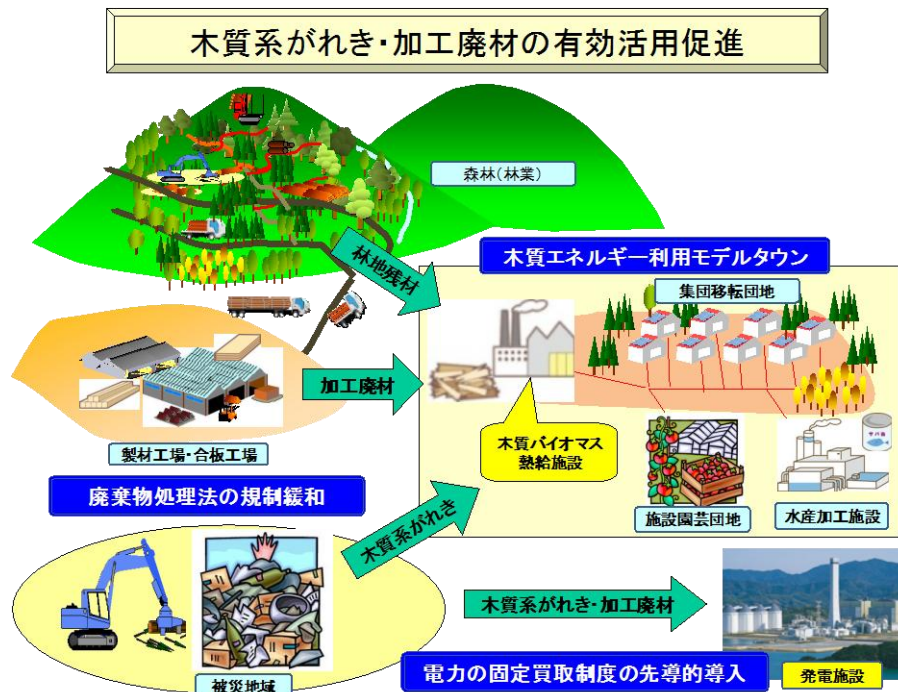 木質系がれき・加工廃材の有効活用促進
森林(林業)
林地残材
木質エネルギー利用モデルタウン
集団移転団地
加工廃材
製材工場・合板工場
木質バイオマス
熱給施設
廃棄物処理法の規制緩和
施設園芸団地
水産加工施設
木質系がれき
木質系がれき・加工廃材
被災地域
電力の固定買取制度の先導的導入
発電施設